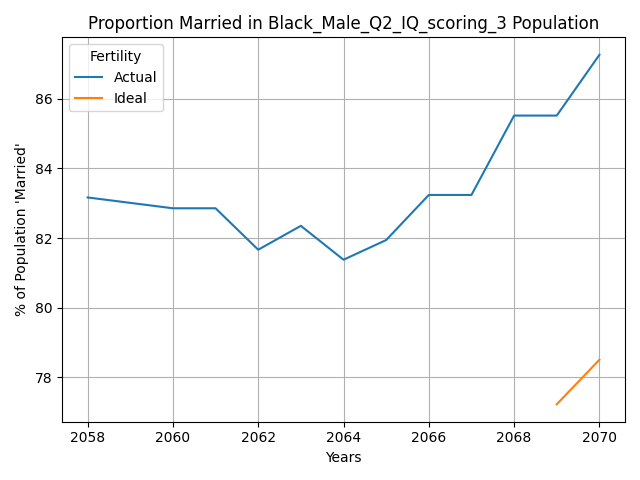 Proportion Married in Black_Male_Q2_IQ_scoring_3 Population
Fertility
Actual
Ideal
% of Population 'Married'
86
84
82
80
78
2058
2060
2062
2064
2066
2068
2070
Years